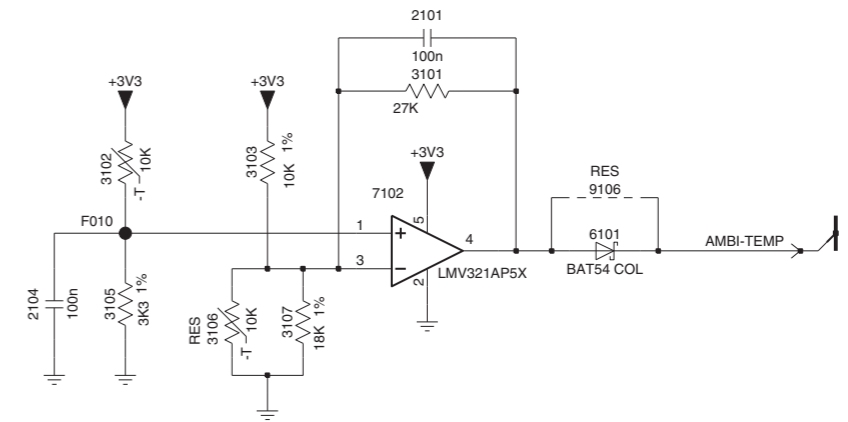 2101
100n
3101
27K
+3V3
3102
10K
-T
+3V3
3103
10K 1%
+3V3
7102
F010
1
+
5
4
3
−
2
LMV321AP5X
RES
9106
6101
BAT54 COL
AMBI-TEMP
2104
100n
3105
3K3 1%
RES
3106
10K
-T
3107
18K 1%